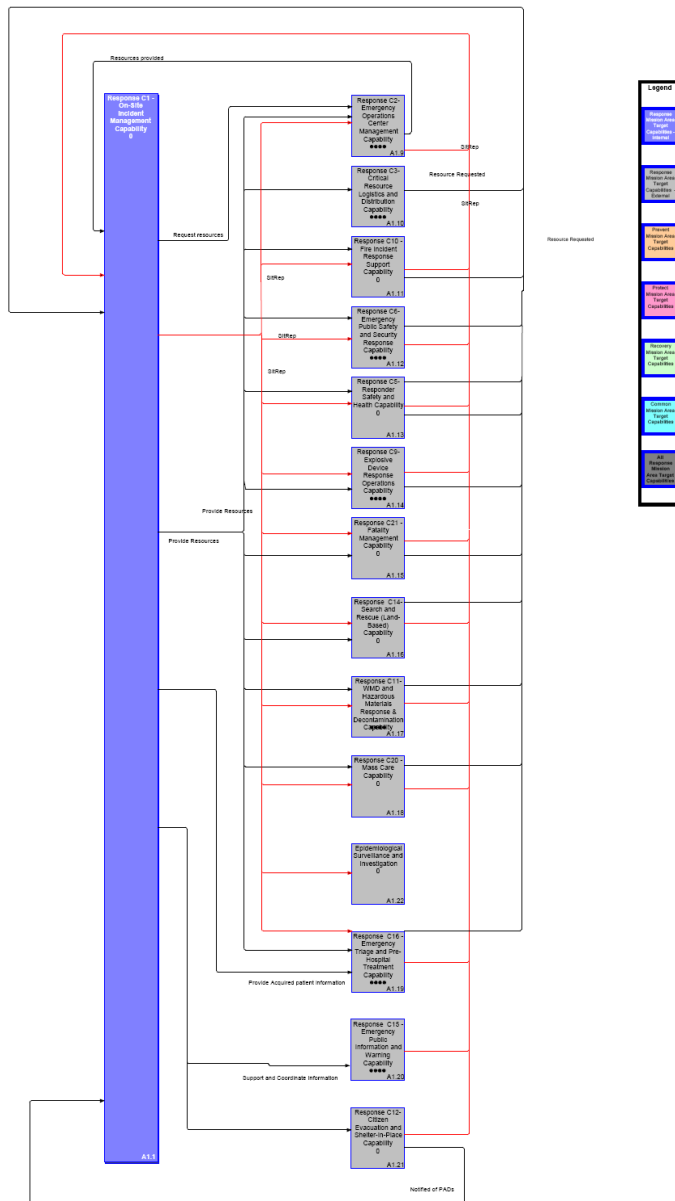 Resources provided
Response C1 -
On-Site
Incident
Management
Capability
0
A1.1
Response C2-
Emergency
Operations
Center
Management
Capability
●●●●
A1.9
SitRep
Resource Requested
SitRep
Response C3-
Critical
Resource
Logistics and
Distribution
Capability
●●●●
A1.10
Request resources
Resource Requested
Response C10 -
Fire Incident
Response
Support
Capability
0
A1.11
SitRep
Response C6-
Emergency
Public Safety
and Security
Response
Capability
●●●●
A1.12
SitRep
SitRep
Response C5-
Responder
Safety and
Health Capability
0
A1.13
Response C9-
Explosive
Device
Response
Operations
Capability
●●●●
A1.14
Provide Resources
Provide Resources
Response C21 -
Fatality
Management
Capability
0
A1.15
Response C14-
Search and
Rescue (Land-
Based)
Capability
0
A1.16
Response C11-
WMD and
Hazardous
Materials
Response &
Decontamination
Capability
●●●●
A1.17
Response C20 -
Mass Care
Capability
0
A1.18
Epidemiological
Surveillance and
Investigation
0
A1.22
Response C16 -
Emergency
Triage and Pre-
Hospital
Treatment
Capability
●●●●
A1.19
Provide Acquired patient information
Response C15 -
Emergency
Public
Information and
Warning
Capability
●●●●
A1.20
Support and Coordinate Information
Response C12-
Citizen
Evacuation and
Shelter-In-Place
Capability
0
A1.21
Notified of PADs
Legend
Response
Mission Area
Target
Capabilities -
Internal
Response
Mission Area
Target
Capabilities -
External
Prevent
Mission Area
Target
Capabilities
Protect
Mission Area
Target
Capabilities
Recovery
Mission Area
Target
Capabilities
Common
Mission Area
Target
Capabilities
All
Response
Mission
Area Target
Capabilities